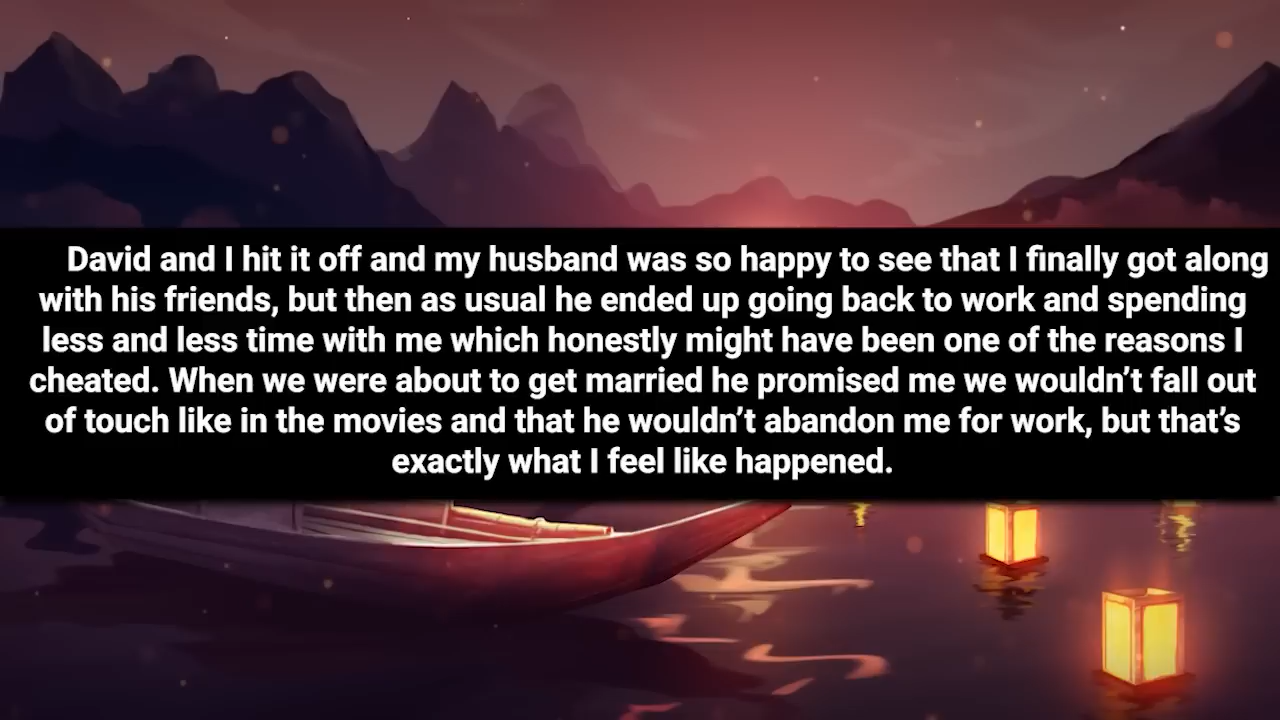 David and I hit it off and my husband was so happy to see that I finally got along
with his friends, but then as usual he ended up going back to work and spending
less and less time with me which honestly might have been one of the reasons I
cheated. When we were about to get married he promised me we wouldn’t fall out
of touch like in the movies and that he wouldn’t abandon me for work, but that’s
exactly what I feel like happened.